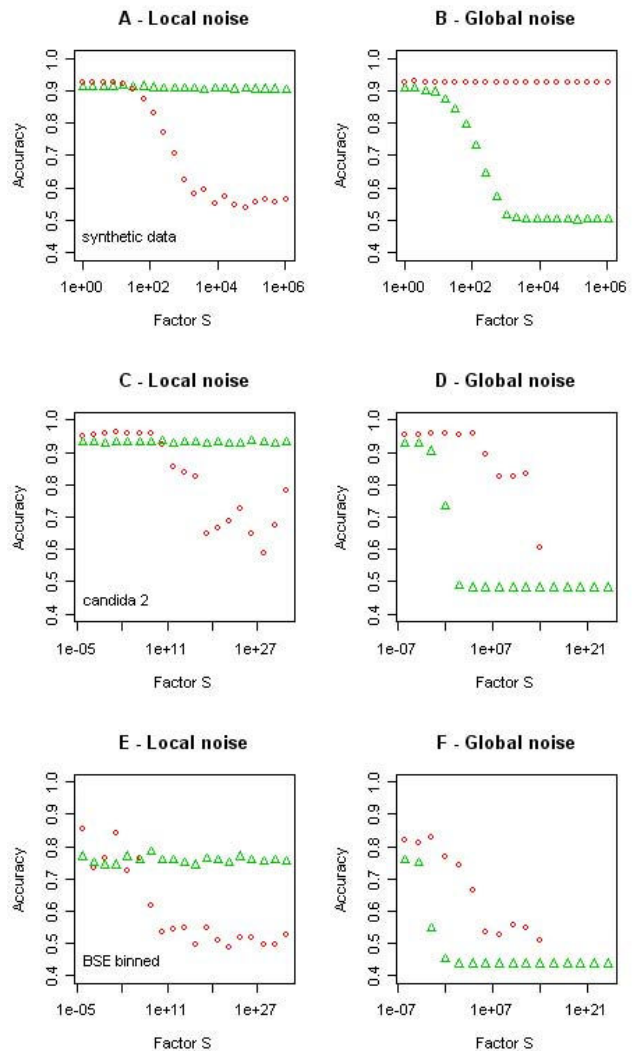 A - Local noise
Accuracy
1.0
0.9
0.8
0.7
0.6
0.5
0.4
synthetic data
1e+00 1e+02 1e+04 1e+06
Factor S
B - Global noise
Accuracy
1.0
0.9
0.8
0.7
0.6
0.5
0.4
1e+00 1e+02 1e+04 1e+06
Factor S
C - Local noise
Accuracy
1.0
0.9
0.8
0.7
0.6
0.5
0.4
candida 2
1e-05 1e+11 1e+27
Factor S
D - Global noise
Accuracy
1.0
0.9
0.8
0.7
0.6
0.5
0.4
1e-07 1e+07 1e+21
Factor S
E - Local noise
Accuracy
1.0
0.9
0.8
0.7
0.6
0.5
0.4
BSE binned
1e-05 1e+11 1e+27
Factor S
F - Global noise
Accuracy
1.0
0.9
0.8
0.7
0.6
0.5
0.4
1e-07 1e+07 1e+21
Factor S